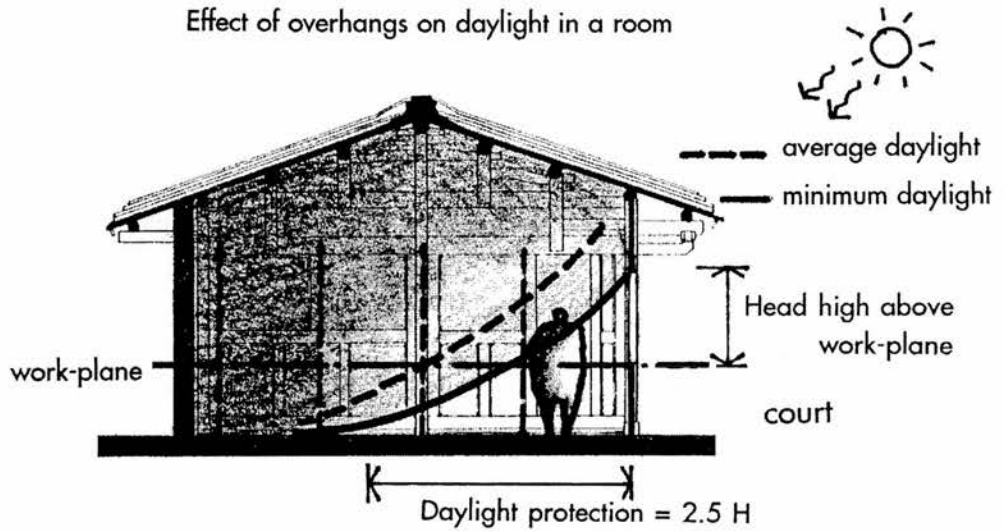 Effect of overhangs on daylight in a room
average daylight
minimum daylight
Head high above
work-plane
work-plane
court
Daylight protection = 2.5 H